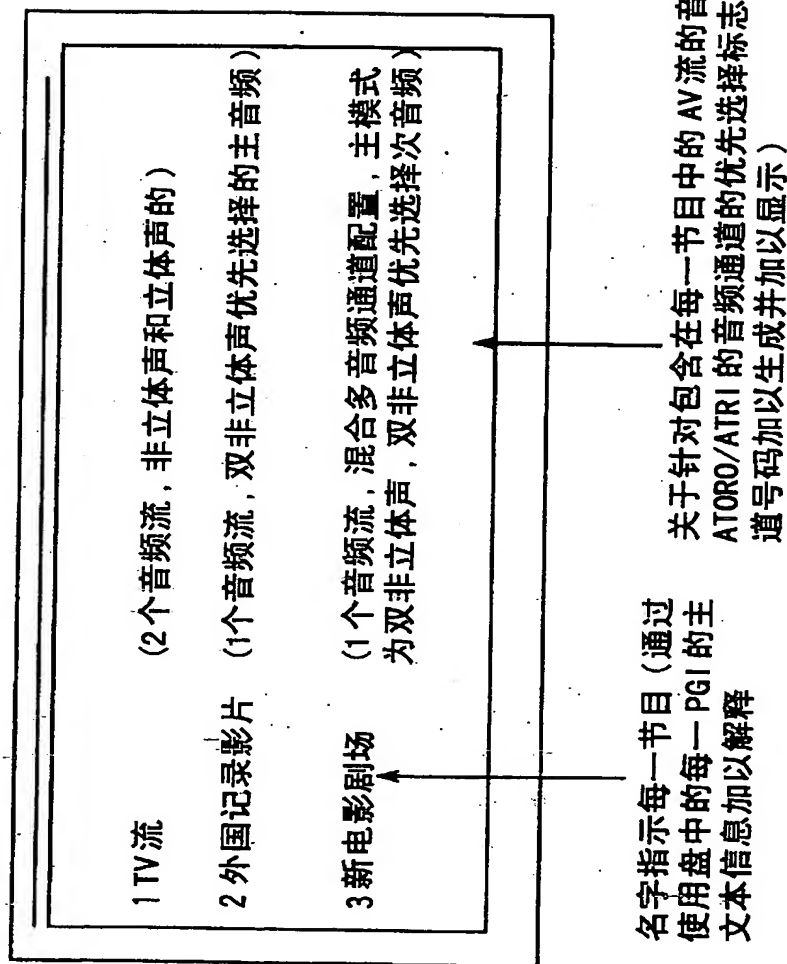 1 TV流 (2个音频流，非立体声和立体声的)
2 外国记录影片 (1个音频流，双非立体声优先选择的主音频)
3 新电影剧场 (1个音频流，混合多音频通道配置，主模式
为双非立体声，双非立体声优先选择次音频)
名字指示每一节目（通过
使用盘中的每一PGI的主
文本信息加以解释
关于针对包含在每一节目中的AV流的音
ATORO/ATRI的音频通道的优先选择标志
道号码加以生成并加以显示）